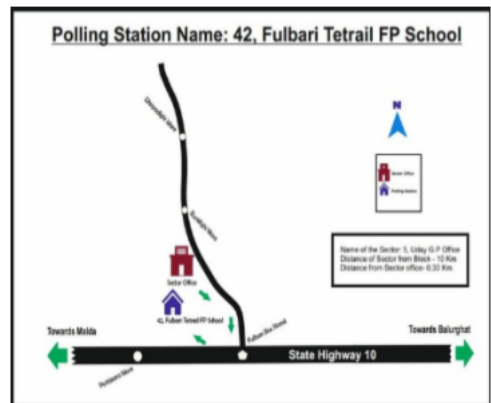 Polling Station Name: 42, Fulbari Tetrail FP School
N
Sector Office
Polling Station
Name of the Sector: 5, Uday G.P Office
Distance of Sector from Block - 10 Km
Distance from Sector office- 0.30 Km
Sector Office
42, Fulbari Tetrail FP School
Fulbari Bus Stand
Towards Malda
Towards Balurghat
State Highway 10